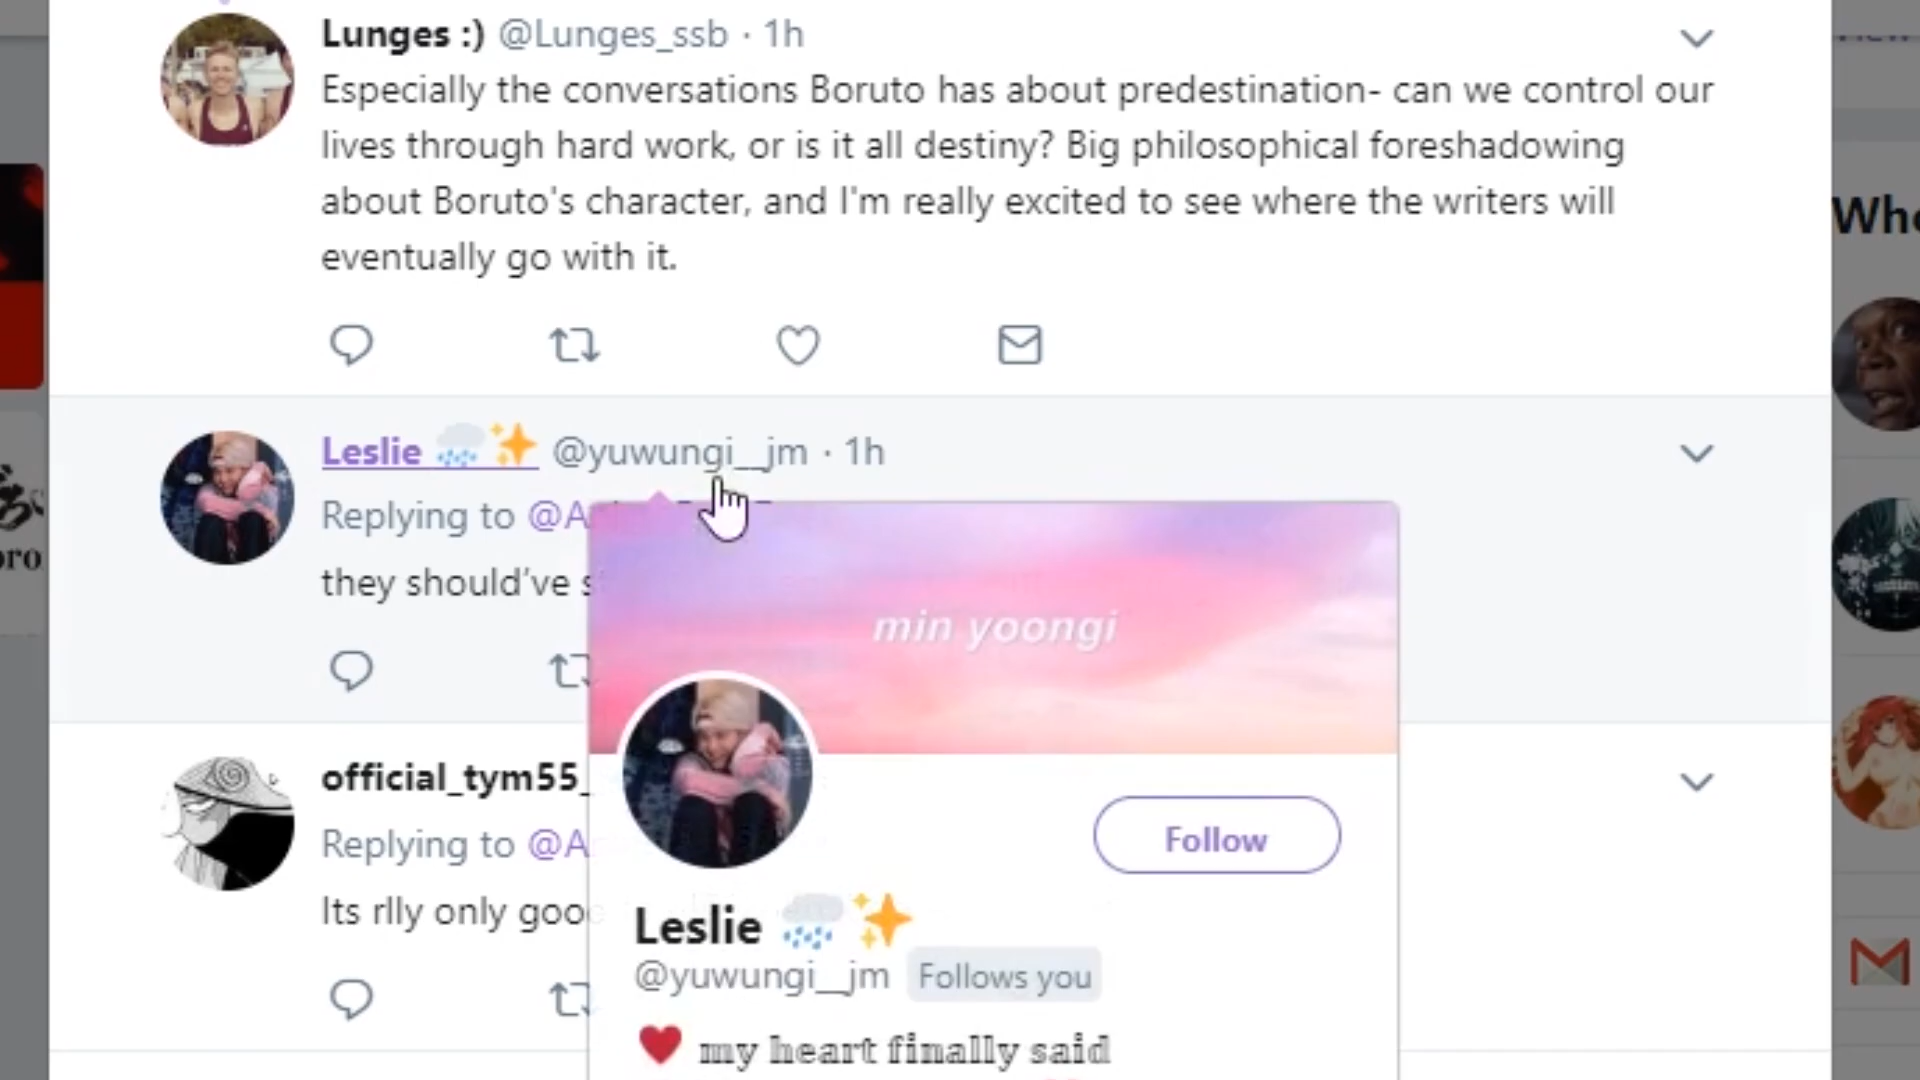 Lunges :) @Lunges_ssb · 1h
Especially the conversations Boruto has about predestination- can we control our
lives through hard work, or is it all destiny? Big philosophical foreshadowing
about Boruto's character, and I'm really excited to see where the writers will
eventually go with it.
Leslie 🌧️✨ @yuwungi__jm · 1h
Replying to
they should've
min yoongi
official_tym55_
Replying to
Follow
Its rlly only
Leslie 🌧️✨
@yuwungi__jm Follows you
❤️ my heart finally said